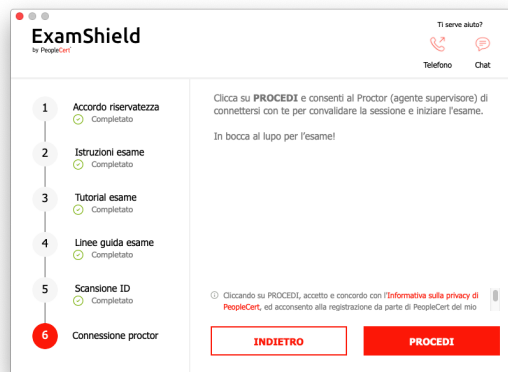 ExamShield
by PeopleCert
Ti serve aiuto?
Telefono
Chat
1
Accordo riservatezza
Completato
2
Istruzioni esame
Completato
3
Tutorial esame
Completato
4
Linee guida esame
Completato
5
Scansione ID
Completato
6
Connessione proctor
Clicca su PROCEDI e consenti al Proctor (agente supervisore) di
connettersi con te per convalidare la sessione e iniziare l'esame.
In bocca al lupo per l'esame!
Cliccando su PROCEDI, accetto e concordo con l'Informativa sulla privacy di
PeopleCert, ed acconsento alla registrazione da parte di PeopleCert del mio
INDIETRO
PROCEDI